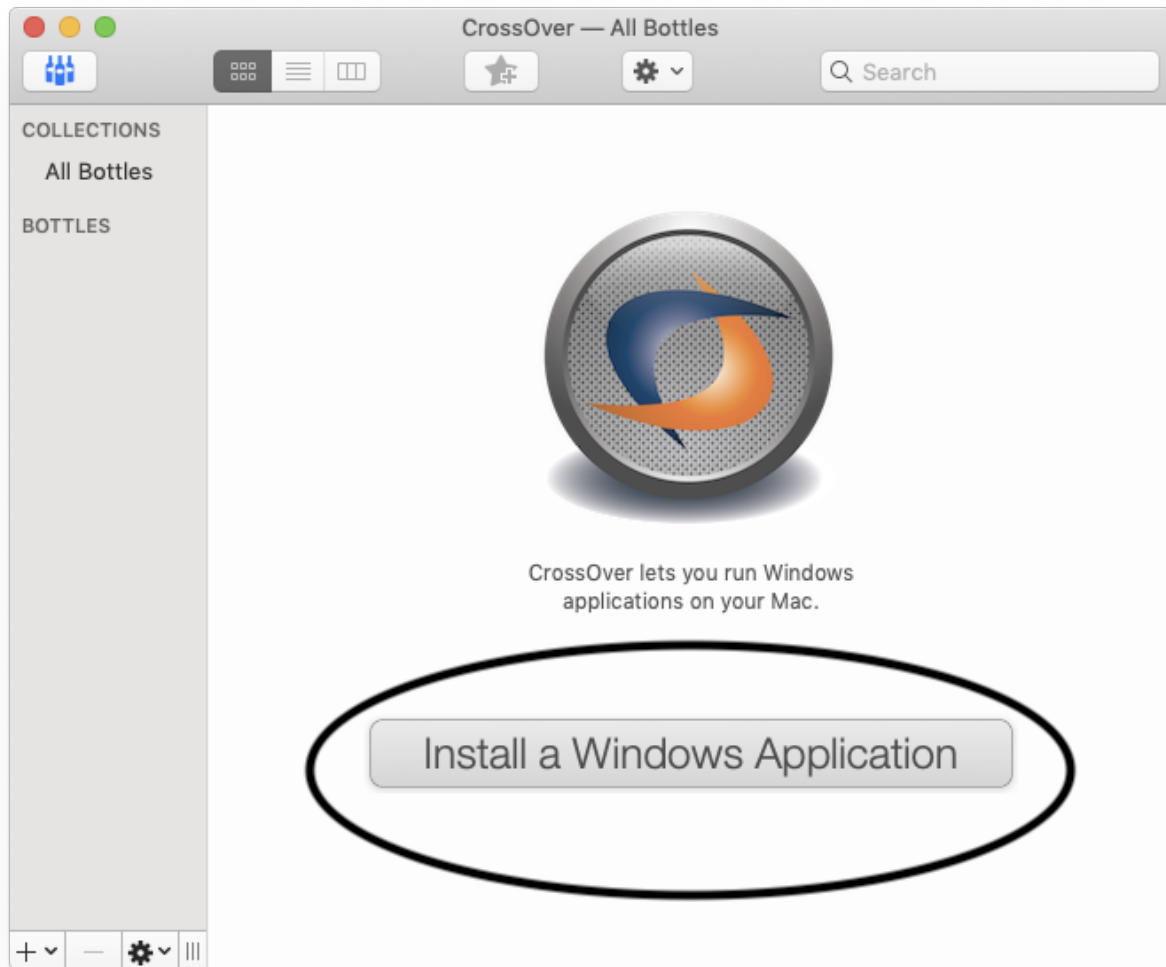 CrossOver — All Bottles
Search
COLLECTIONS
All Bottles
BOTTLES
CrossOver lets you run Windows
applications on your Mac.
Install a Windows Application